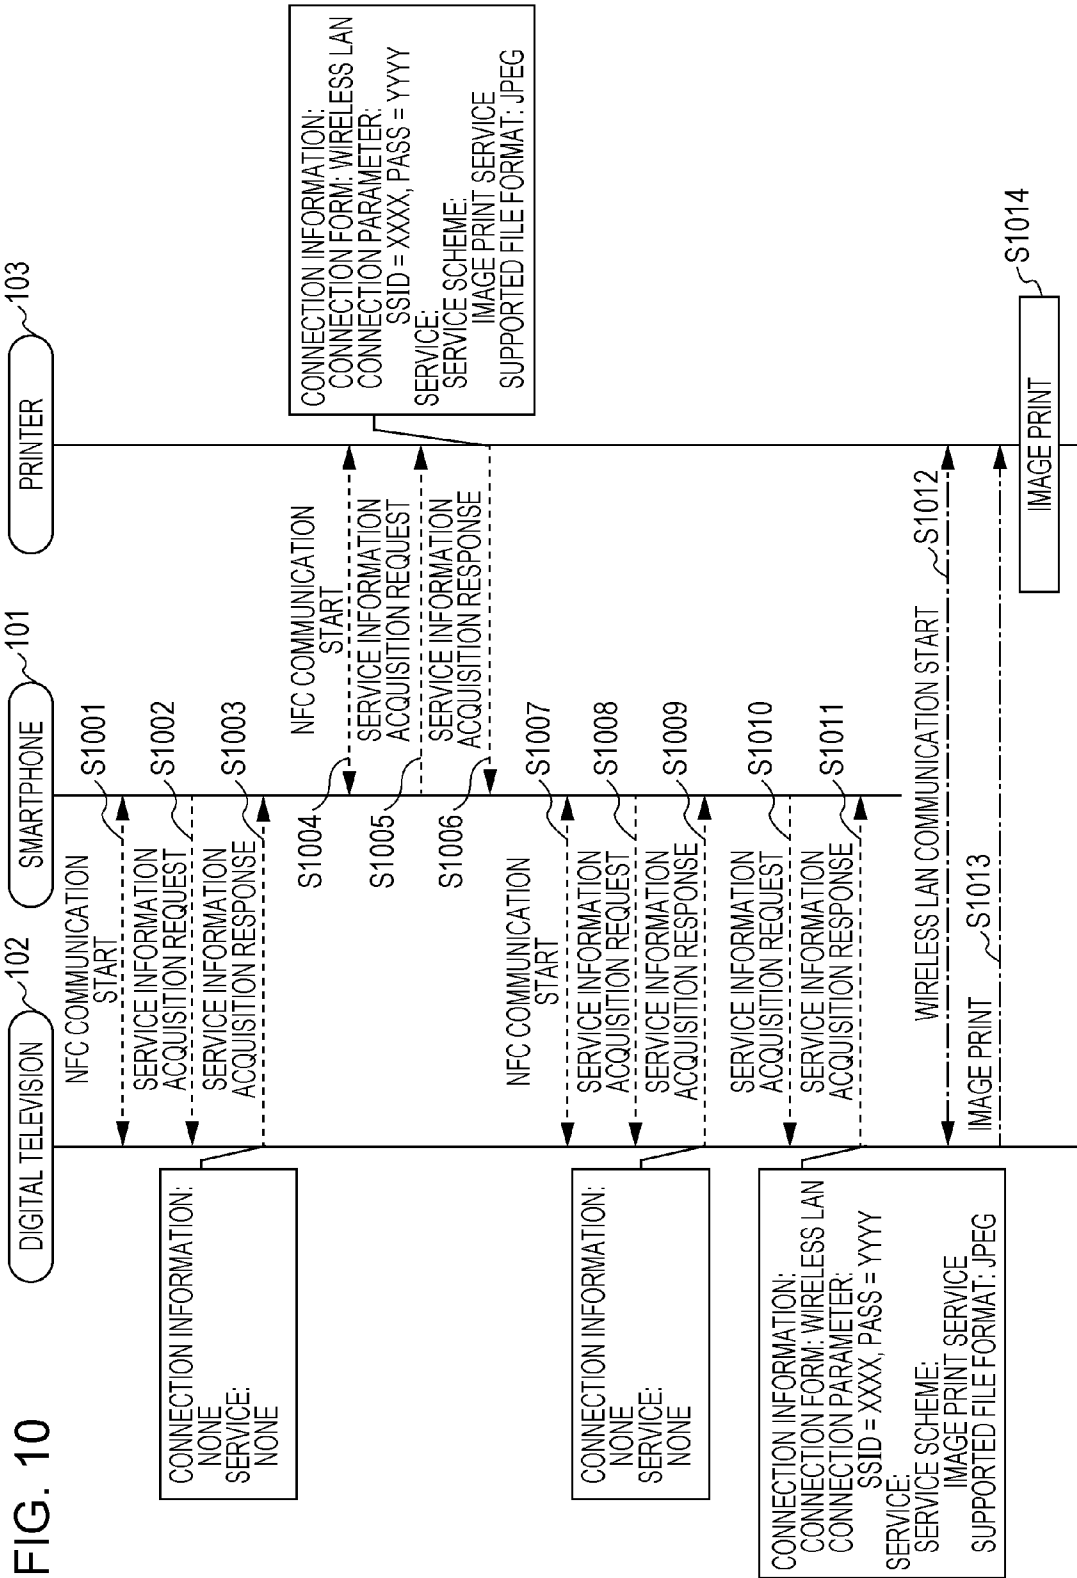 FIG. 10
DIGITAL TELEVISION
102
SMARTPHONE
101
PRINTER
103
NFC COMMUNICATION
START
S1001
SERVICE INFORMATION
ACQUISITION REQUEST
S1002
SERVICE INFORMATION
ACQUISITION RESPONSE
S1003
CONNECTION INFORMATION:
NONE
SERVICE:
NONE
NFC COMMUNICATION
START
S1004
SERVICE INFORMATION
ACQUISITION REQUEST
S1005
SERVICE INFORMATION
ACQUISITION RESPONSE
S1006
CONNECTION INFORMATION:
CONNECTION FORM: WIRELESS LAN
CONNECTION PARAMETER:
SSID = XXXX, PASS = YYYY
SERVICE:
SERVICE SCHEME:
IMAGE PRINT SERVICE
SUPPORTED FILE FORMAT: JPEG
NFC COMMUNICATION
START
S1007
SERVICE INFORMATION
ACQUISITION REQUEST
S1008
SERVICE INFORMATION
ACQUISITION RESPONSE
S1009
CONNECTION INFORMATION:
NONE
SERVICE:
NONE
SERVICE INFORMATION
ACQUISITION REQUEST
S1010
SERVICE INFORMATION
ACQUISITION RESPONSE
S1011
CONNECTION INFORMATION:
CONNECTION FORM: WIRELESS LAN
CONNECTION PARAMETER:
SSID = XXXX, PASS = YYYY
SERVICE:
SERVICE SCHEME:
IMAGE PRINT SERVICE
SUPPORTED FILE FORMAT: JPEG
WIRELESS LAN COMMUNICATION START
S1012
IMAGE PRINT
S1013
IMAGE PRINT
S1014